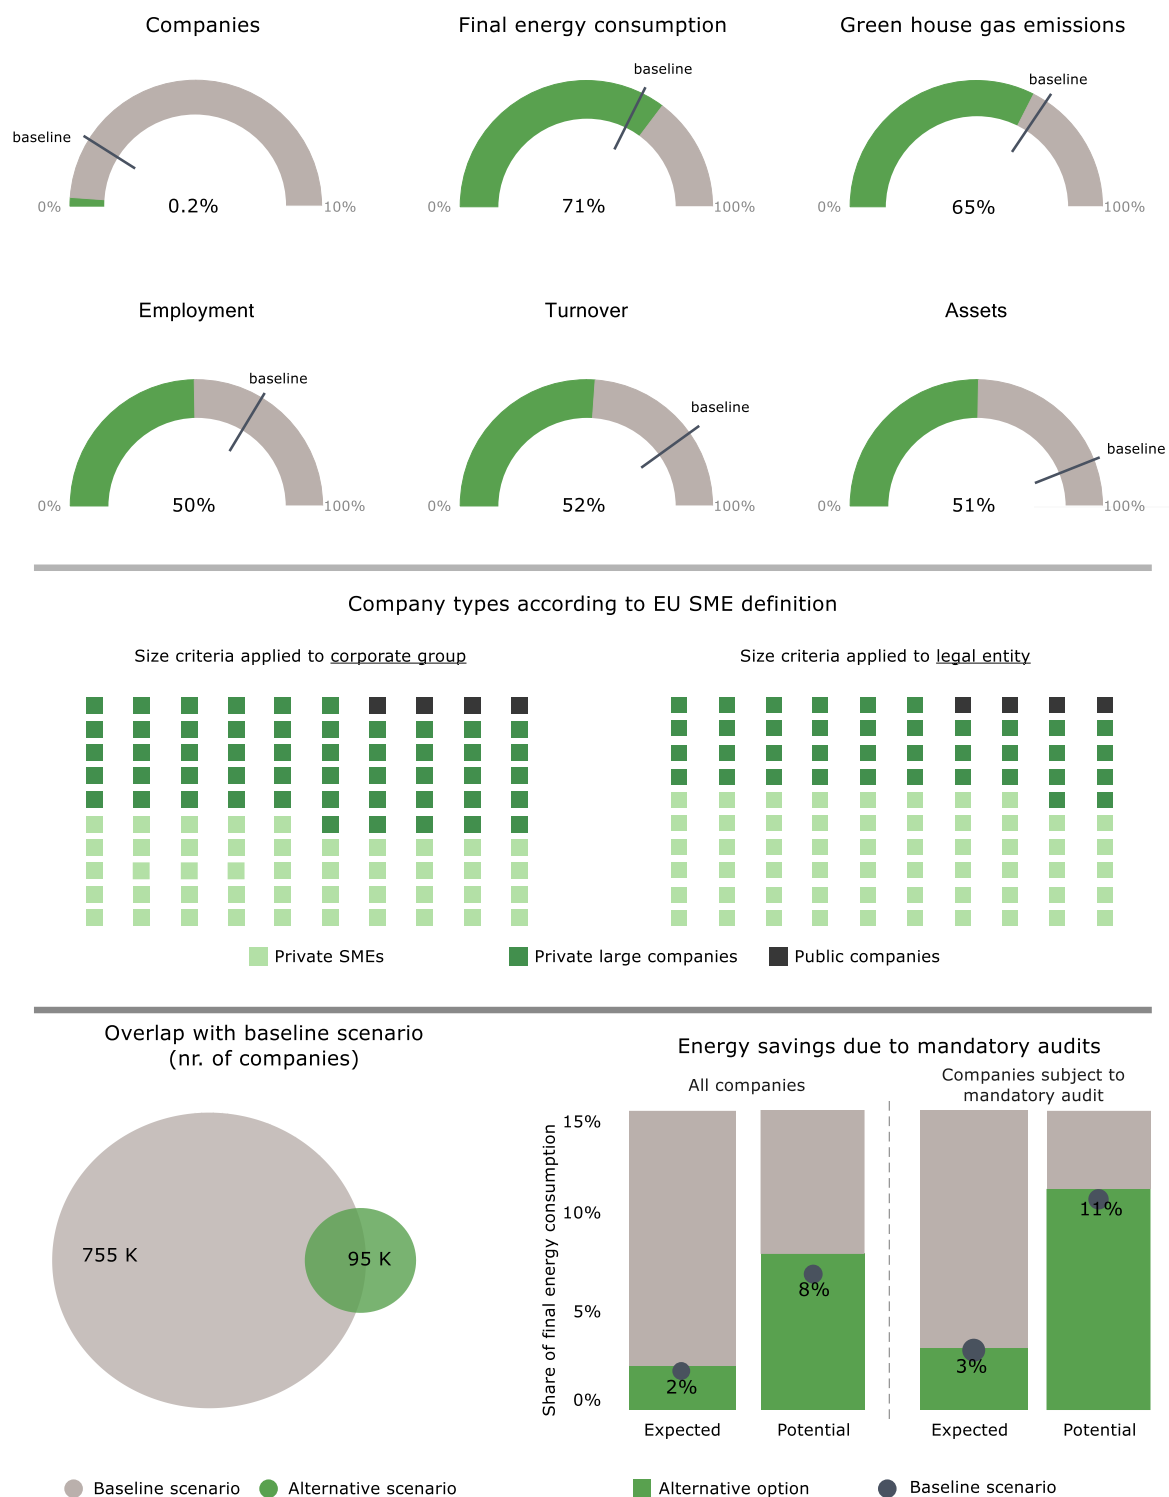 Companies
Final energy consumption
Green house gas emissions
baseline
baseline
baseline
0%
0.2%
10%
0%
71%
100%
0%
65%
100%
Employment
Turnover
Assets
baseline
baseline
baseline
0%
50%
100%
0%
52%
100%
0%
51%
100%
Company types according to EU SME definition
Size criteria applied to corporate group
Size criteria applied to legal entity
Private SMEs
Private large companies
Public companies
Overlap with baseline scenario
(nr. of companies)
755 K
95 K
Baseline scenario
Alternative scenario
Energy savings due to mandatory audits
All companies
Companies subject to
mandatory audit
Share of final energy consumption
15%
10%
5%
0%
2%
8%
3%
11%
Expected
Potential
Expected
Potential
Alternative option
Baseline scenario